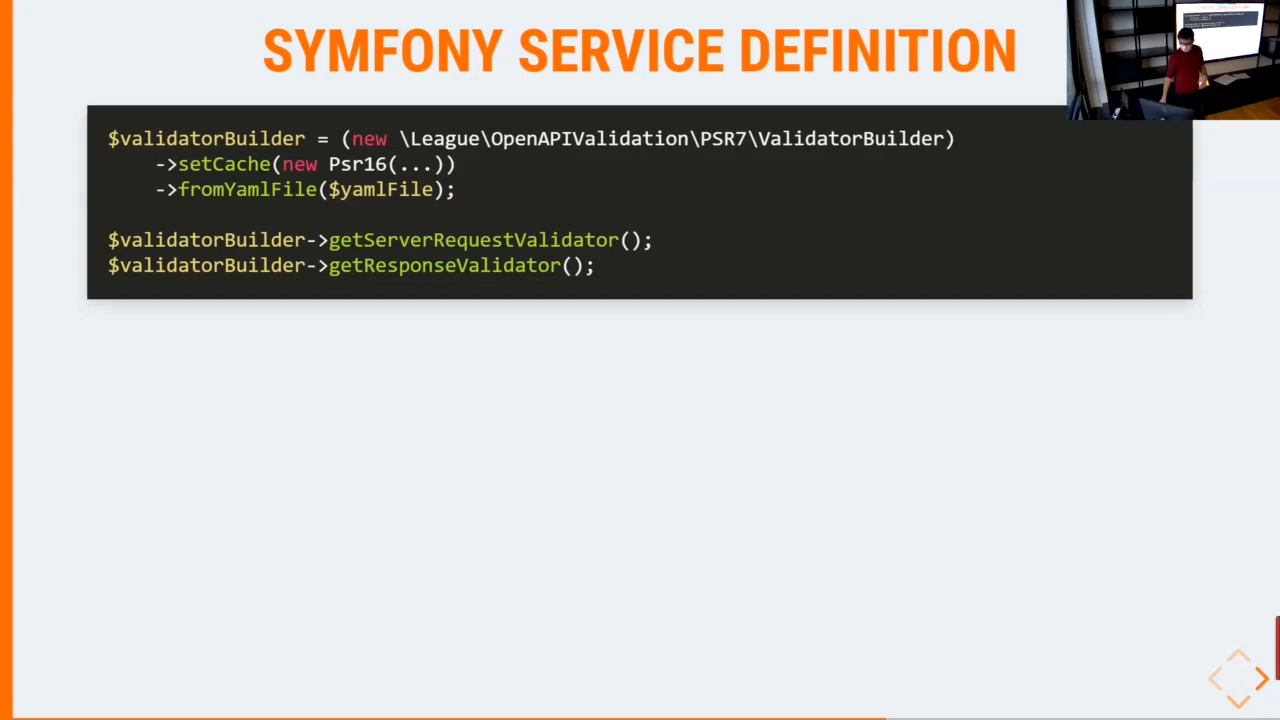 SYMFONY SERVICE DEFINITION
$validatorBuilder = (new \League\OpenAPIValidation\PSR7\ValidatorBuilder)
->setCache(new Psr16(...))
->fromYamlFile($yamlFile);
$validatorBuilder->getServerRequestValidator();
$validatorBuilder->getResponseValidator();